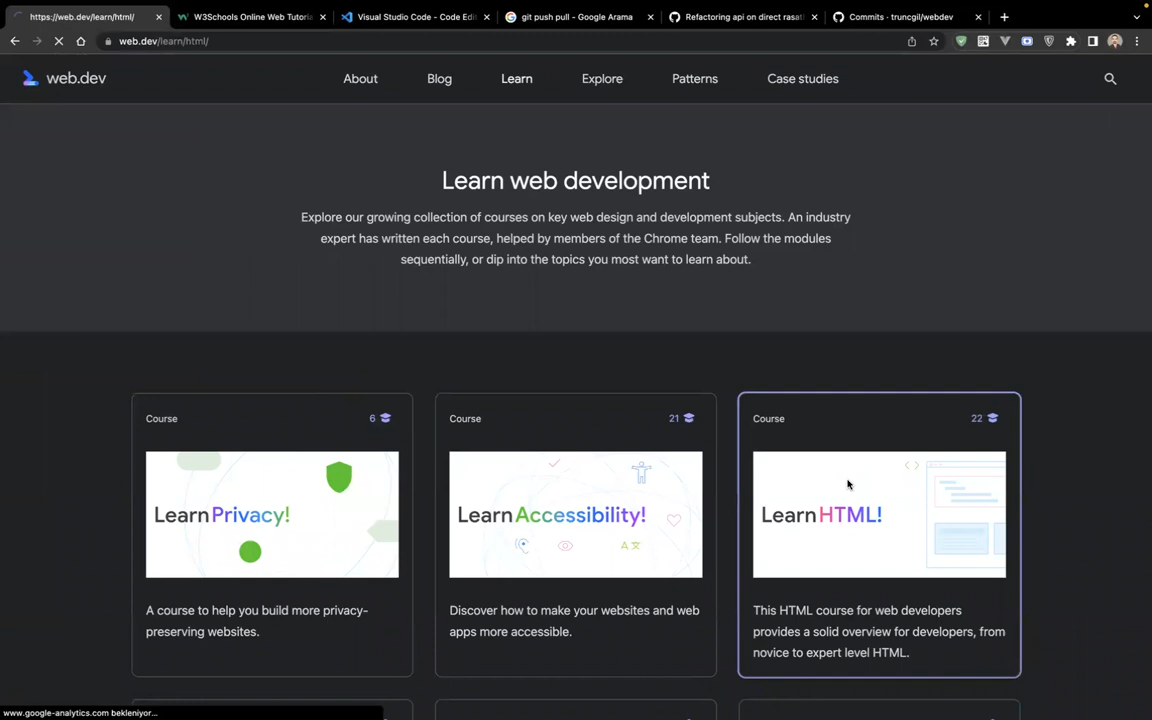 https://web.dev/learn/html/
W3Schools Online Web Tutoria
Visual Studio Code - Code Edi
git push pull - Google Arama
Refactoring api on direct rasat
Commits · truncgil/webdev
web.dev/learn/html/
web.dev
About
Blog
Learn
Explore
Patterns
Case studies
Learn web development
Explore our growing collection of courses on key web design and development subjects. An industry
expert has written each course, helped by members of the Chrome team. Follow the modules
sequentially, or dip into the topics you most want to learn about.
Course
6
Learn Privacy!
A course to help you build more privacy-
preserving websites.
Course
21
Learn Accessibility!
Discover how to make your websites and web
apps more accessible.
Course
22
Learn HTML!
This HTML course for web developers
provides a solid overview for developers, from
novice to expert level HTML.
www.google-analytics.com bekleniyor...